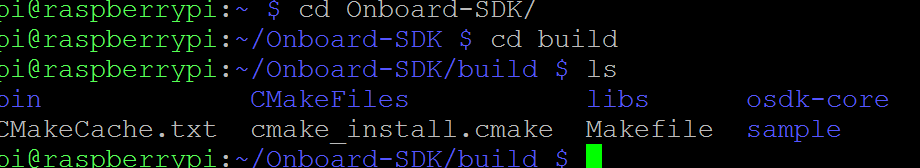 pi@raspberrypi:~ $ cd Onboard-SDK/
pi@raspberrypi:~/Onboard-SDK $ cd build
pi@raspberrypi:~/Onboard-SDK/build $ ls
bin CMakeFiles libs osdk-core
CMakeCache.txt cmake_install.cmake Makefile sample
pi@raspberrypi:~/Onboard-SDK/build $